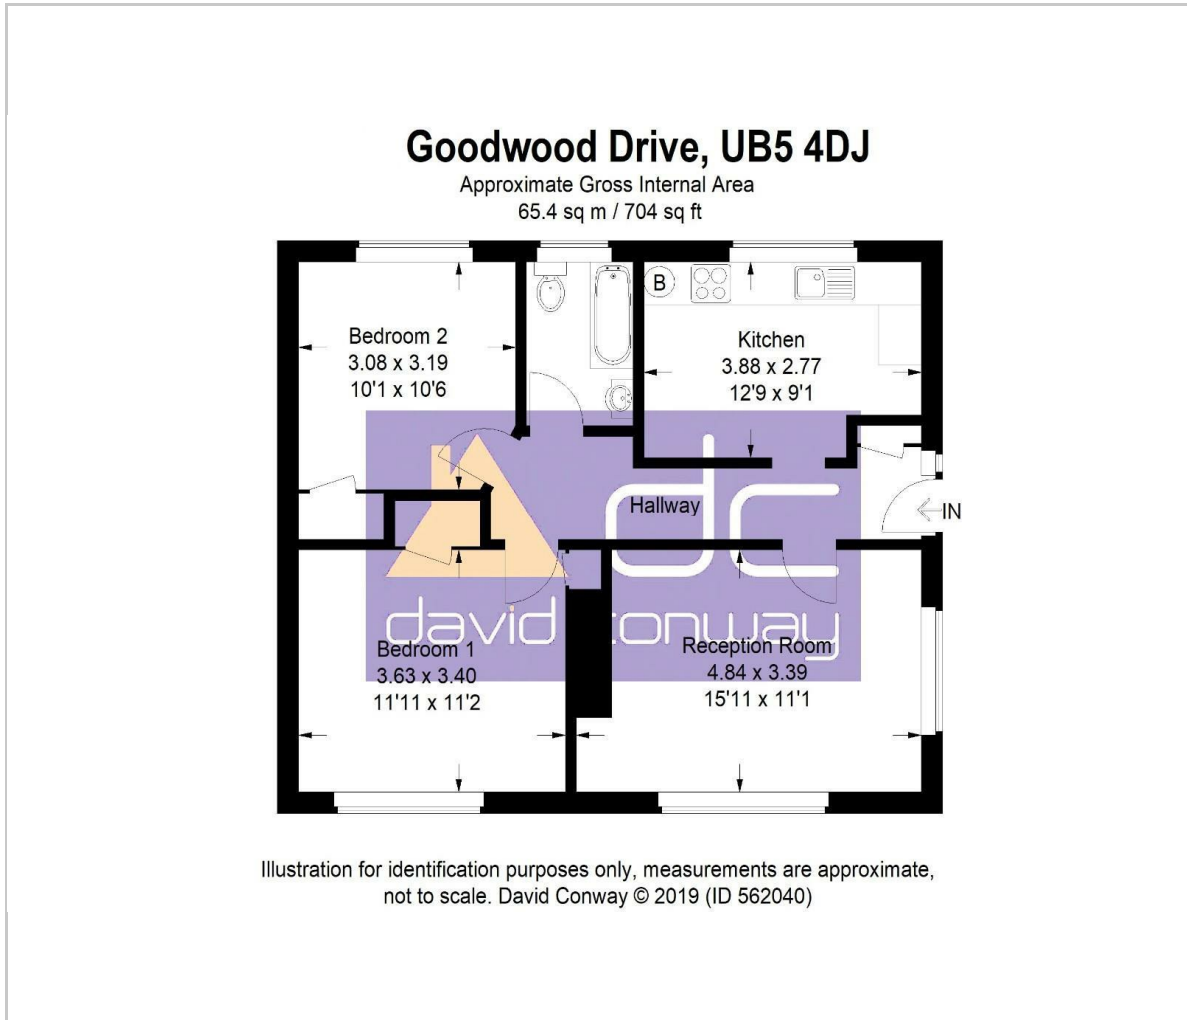 Goodwood Drive, UB5 4DJ
Approximate Gross Internal Area
65.4 sq m / 704 sq ft
Bedroom 2
3.08 x 3.19
10'1 x 10'6
B
Kitchen
3.88 x 2.77
12'9 x 9'1
dc
Hallway
IN
david conway
Bedroom 1
3.63 x 3.40
11'11 x 11'2
Reception Room
4.84 x 3.39
15'11 x 11'1
Illustration for identification purposes only, measurements are approximate,
not to scale. David Conway © 2019 (ID 562040)